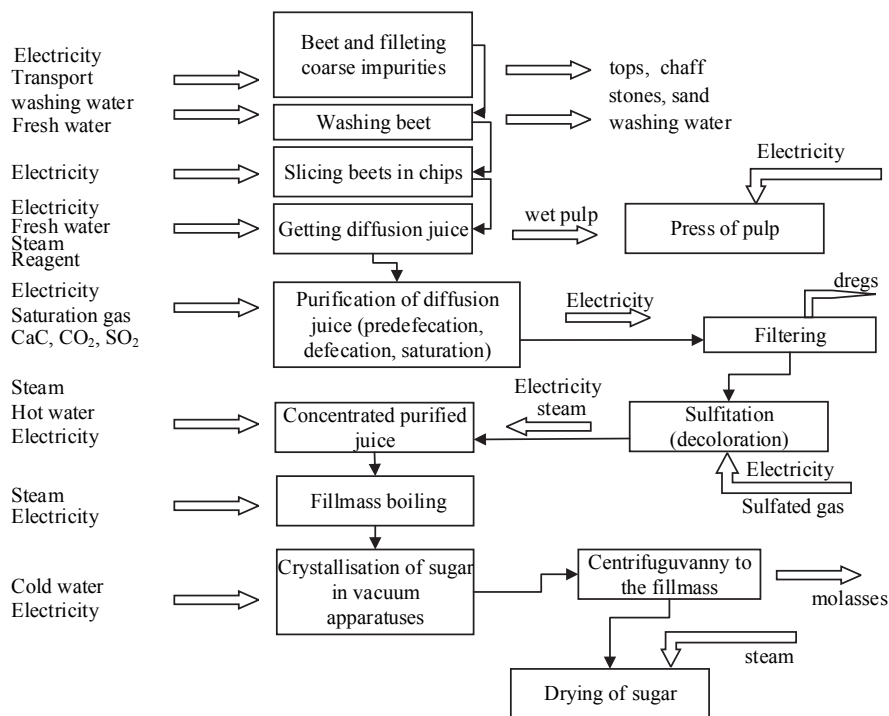 Electricity
Transport
washing water
Fresh water
Beet and filleting
coarse impurities
tops, chaff
stones, sand
washing water
Washing beet
Electricity
Slicing beets in chips
Electricity
Electricity
Fresh water
Steam
Reagent
Getting diffusion juice
wet pulp
Press of pulp
Electricity
Saturation gas
CaC, CO₂, SO₂
Purification of diffusion
juice (predefecation,
defecation, saturation)
Electricity
dregs
Filtering
Steam
Hot water
Electricity
Concentrated purified
juice
Electricity
steam
Sulfitation
(decoloration)
Electricity
Sulfated gas
Steam
Electricity
Fillmass boiling
Cold water
Electricity
Crystallisation of sugar
in vacuum
apparatuses
Centrifuguvanny to
the fillmass
molasses
steam
Drying of sugar